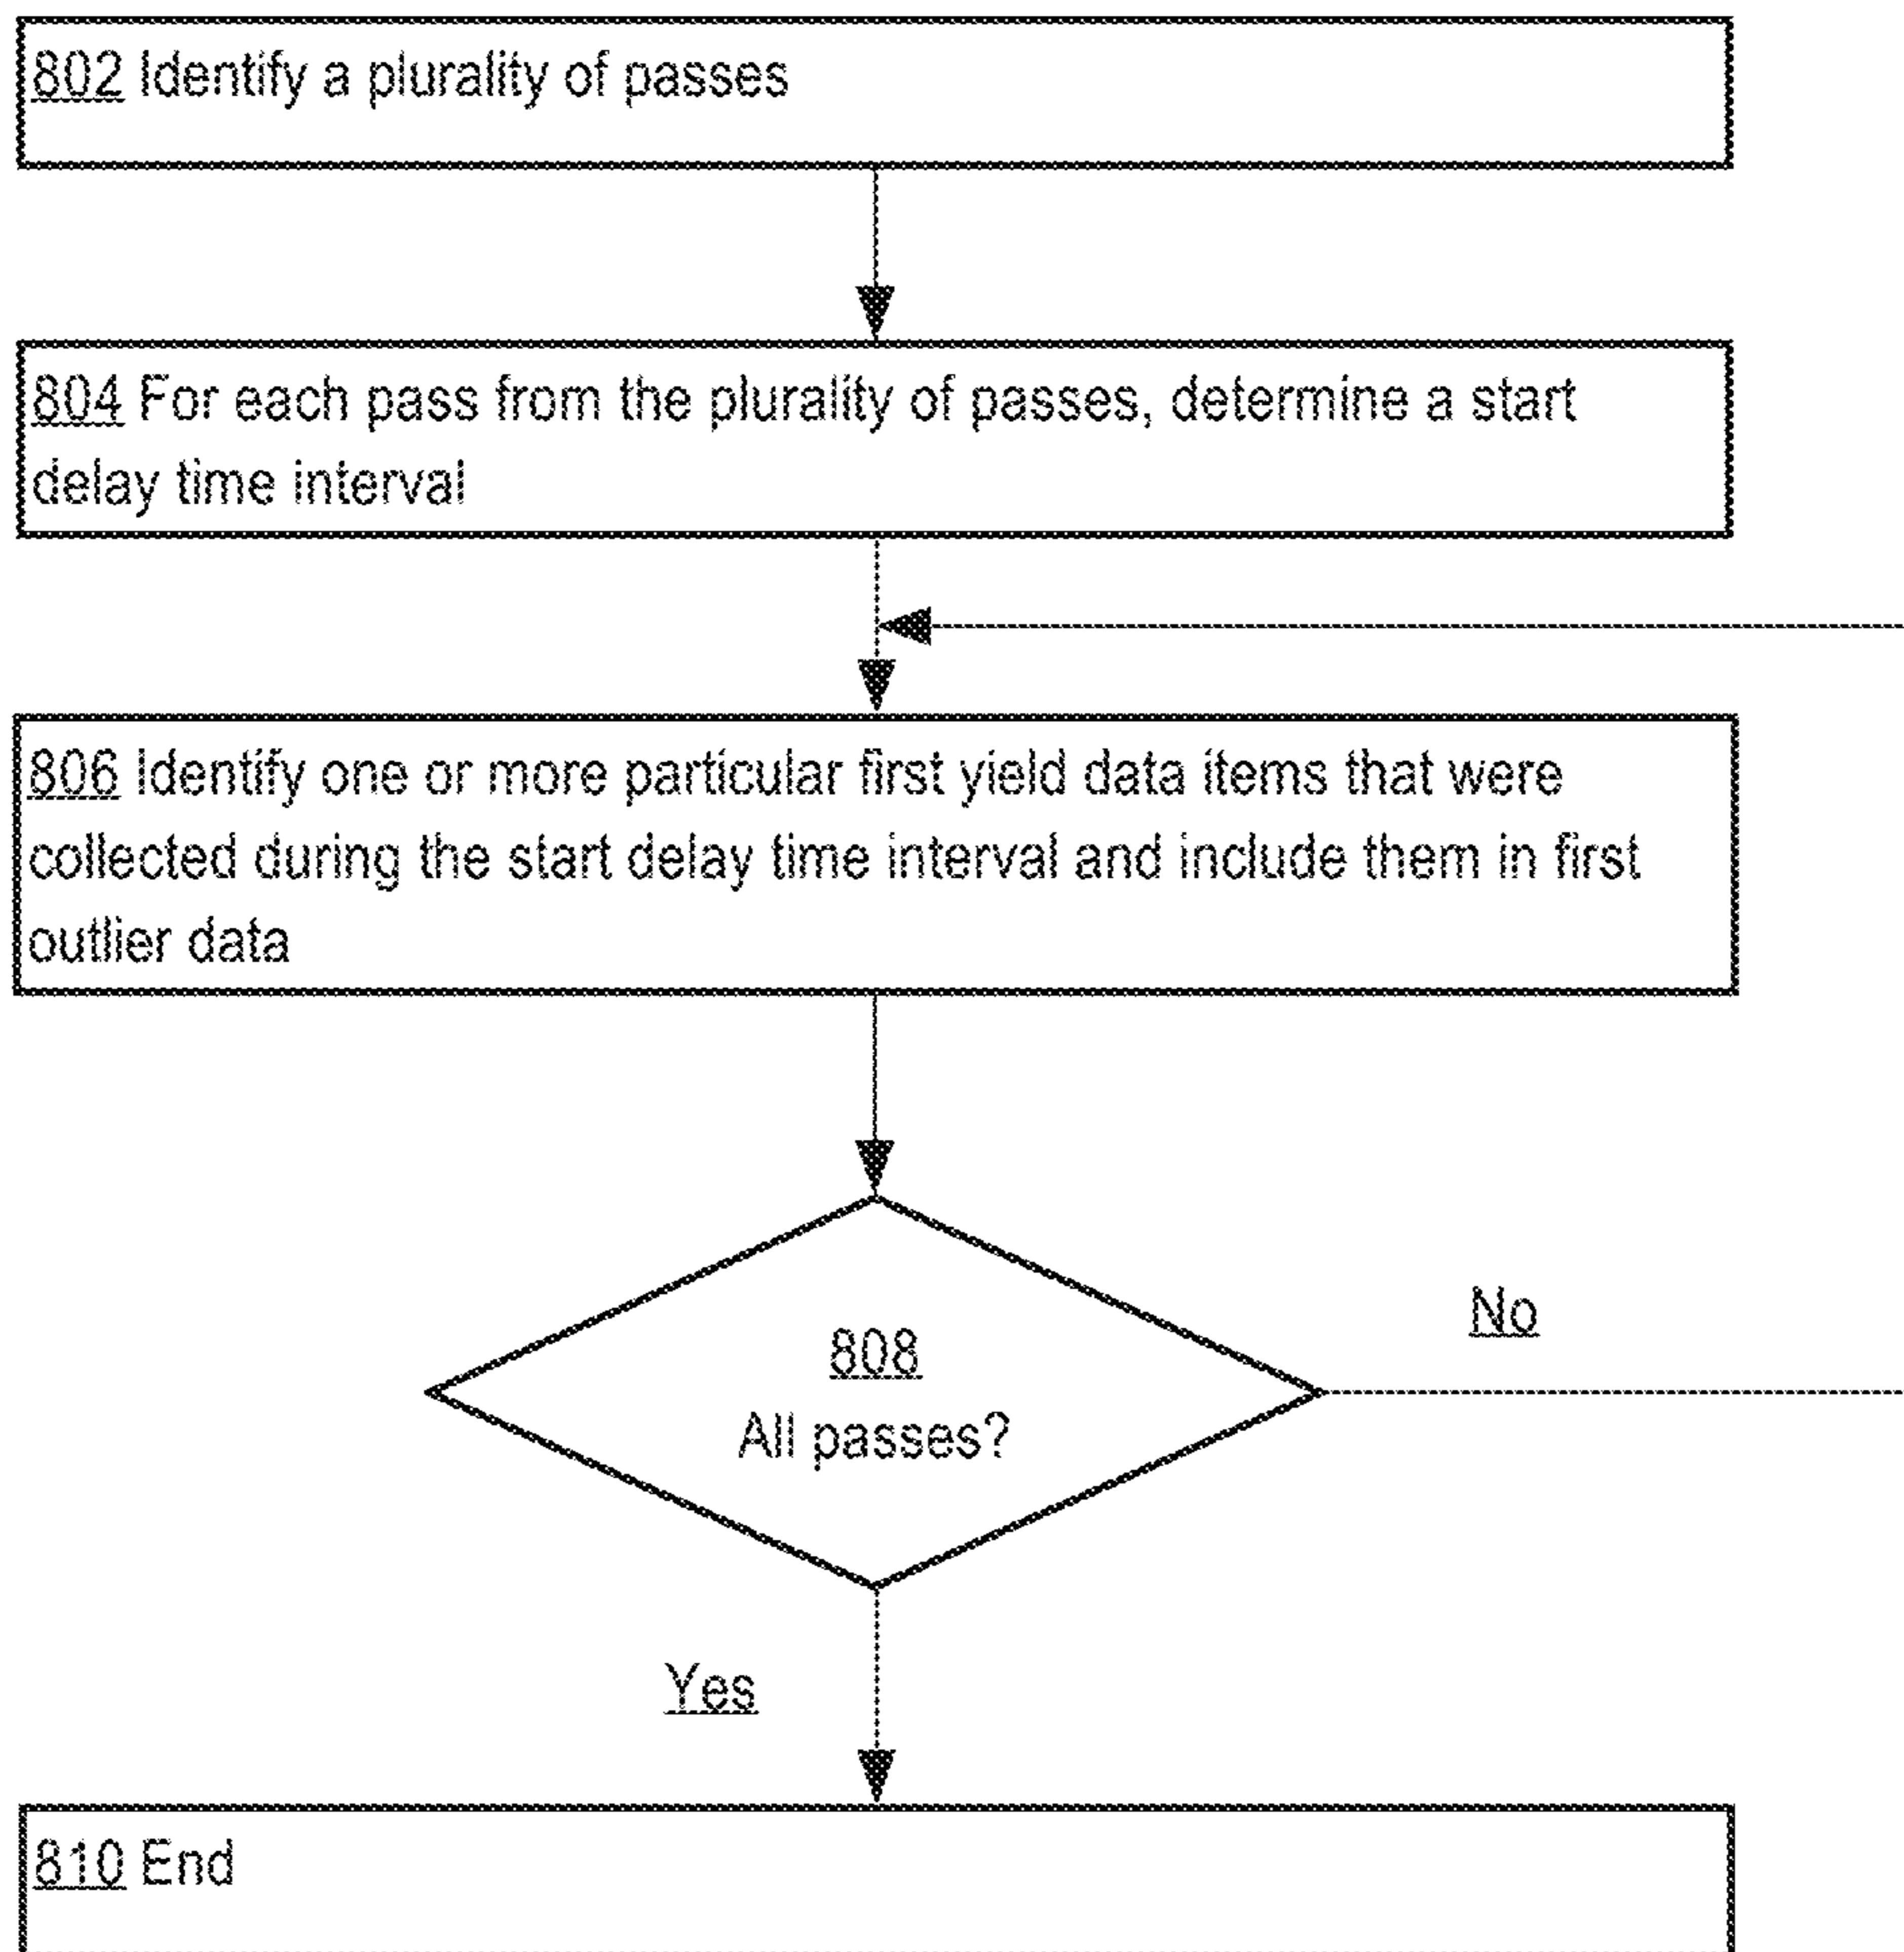 802 Identify a plurality of passes
804 For each pass from the plurality of passes, determine a start
delay time interval
806 Identify one or more particular first yield data items that were
collected during the start delay time interval and include them in first
outlier data
808
All passes?
No
Yes
810 End